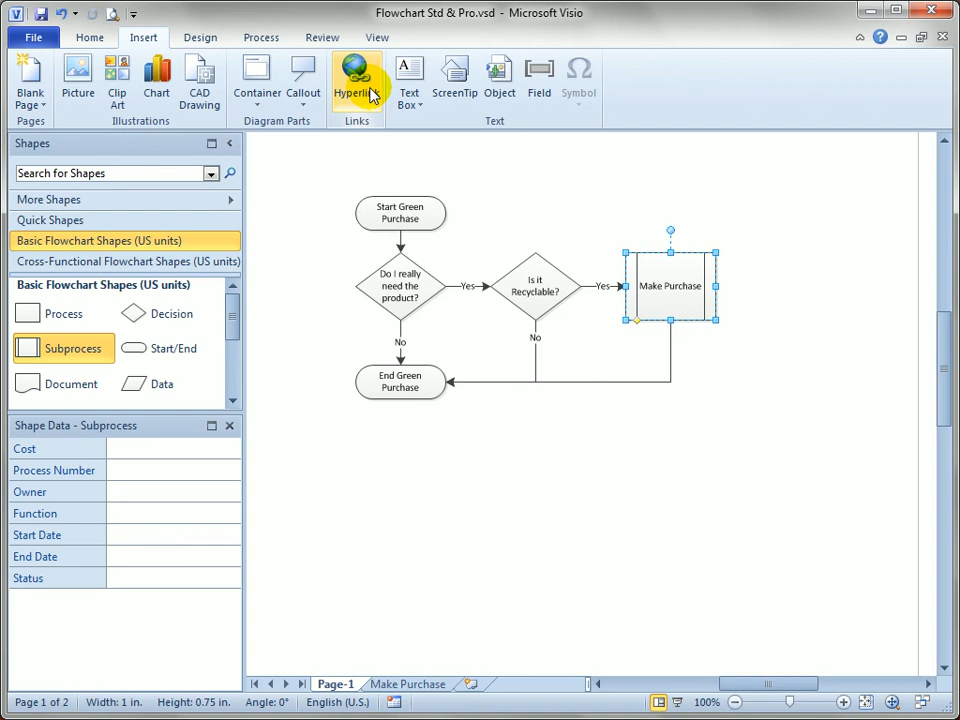 Flowchart Std & Pro.vsd - Microsoft Visio
File Home Insert Design Process Review View
Blank Page
Picture
Clip Art
Chart
CAD Drawing
Container
Callout
Hyperlink
Text Box
ScreenTip
Object
Field
Symbol
Pages
Illustrations
Diagram Parts
Links
Text
Shapes
Search for Shapes
More Shapes
Quick Shapes
Basic Flowchart Shapes (US units)
Cross-Functional Flowchart Shapes (US units)
Basic Flowchart Shapes (US units)
Process
Decision
Subprocess
Start/End
Document
Data
Shape Data - Subprocess
Cost
Process Number
Owner
Function
Start Date
End Date
Status
Start Green
Purchase
Do I really
need the
product?
Yes
Is it
Recyclable?
Yes
Make Purchase
No
No
End Green
Purchase
Page-1
Make Purchase
Page 1 of 2
Width: 1 in.
Height: 0.75 in.
Angle: 0°
English (U.S.)
100%